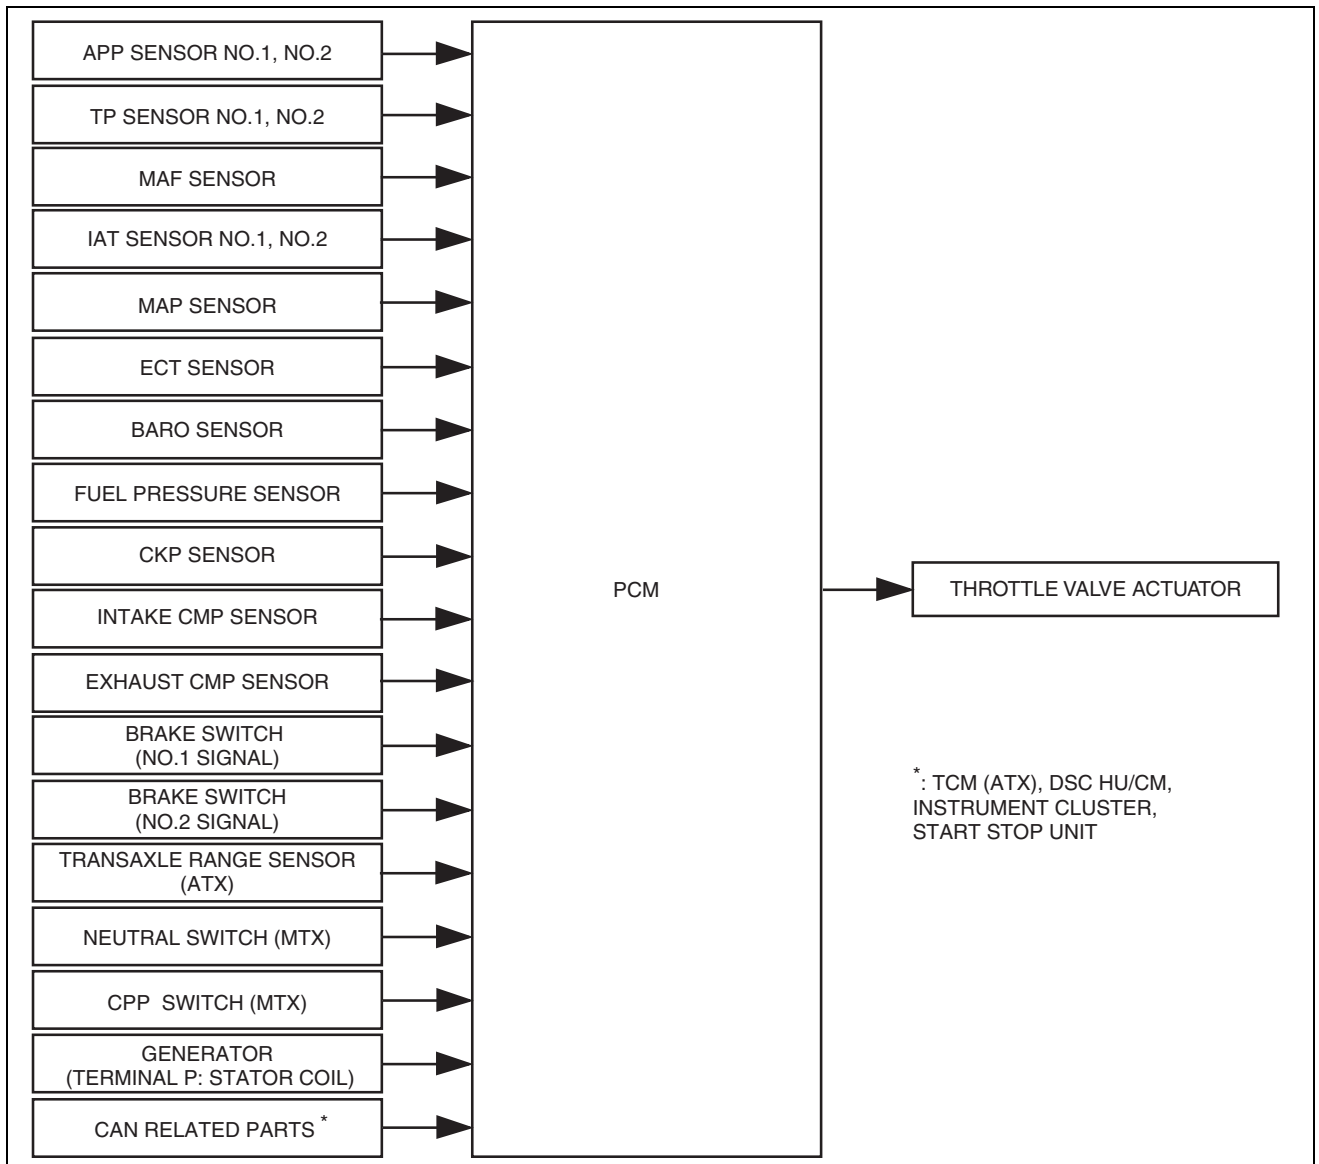 APP SENSOR NO.1, NO.2
TP SENSOR NO.1, NO.2
MAF SENSOR
IAT SENSOR NO.1, NO.2
MAP SENSOR
ECT SENSOR
BARO SENSOR
FUEL PRESSURE SENSOR
CKP SENSOR
INTAKE CMP SENSOR
EXHAUST CMP SENSOR
BRAKE SWITCH
(NO.1 SIGNAL)
BRAKE SWITCH
(NO.2 SIGNAL)
TRANSAXLE RANGE SENSOR
(ATX)
NEUTRAL SWITCH (MTX)
CPP SWITCH (MTX)
GENERATOR
(TERMINAL P: STATOR COIL)
CAN RELATED PARTS *
PCM
THROTTLE VALVE ACTUATOR
*: TCM (ATX), DSC HU/CM,
INSTRUMENT CLUSTER,
START STOP UNIT